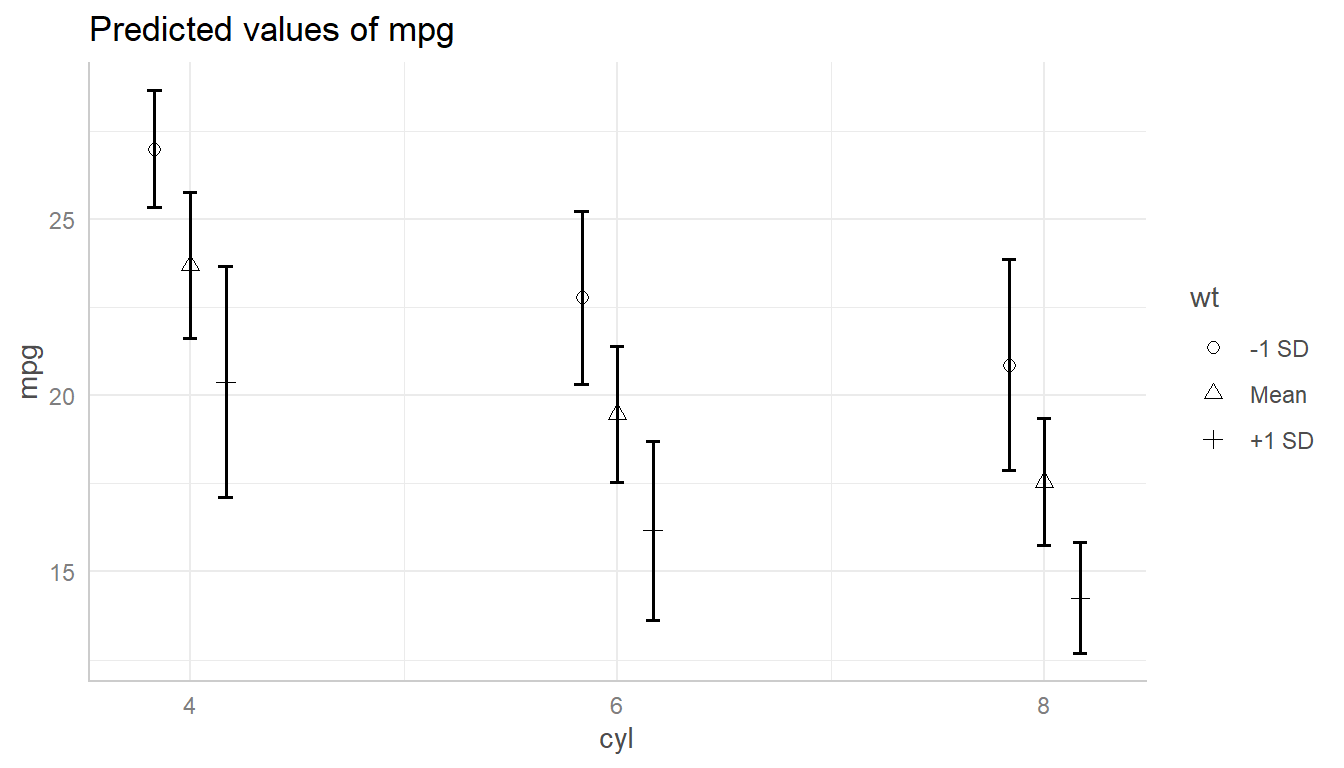 Predicted values of mpg
mpg
25
20
15
4 6 8
cyl
wt
-1 SD
Mean
+1 SD